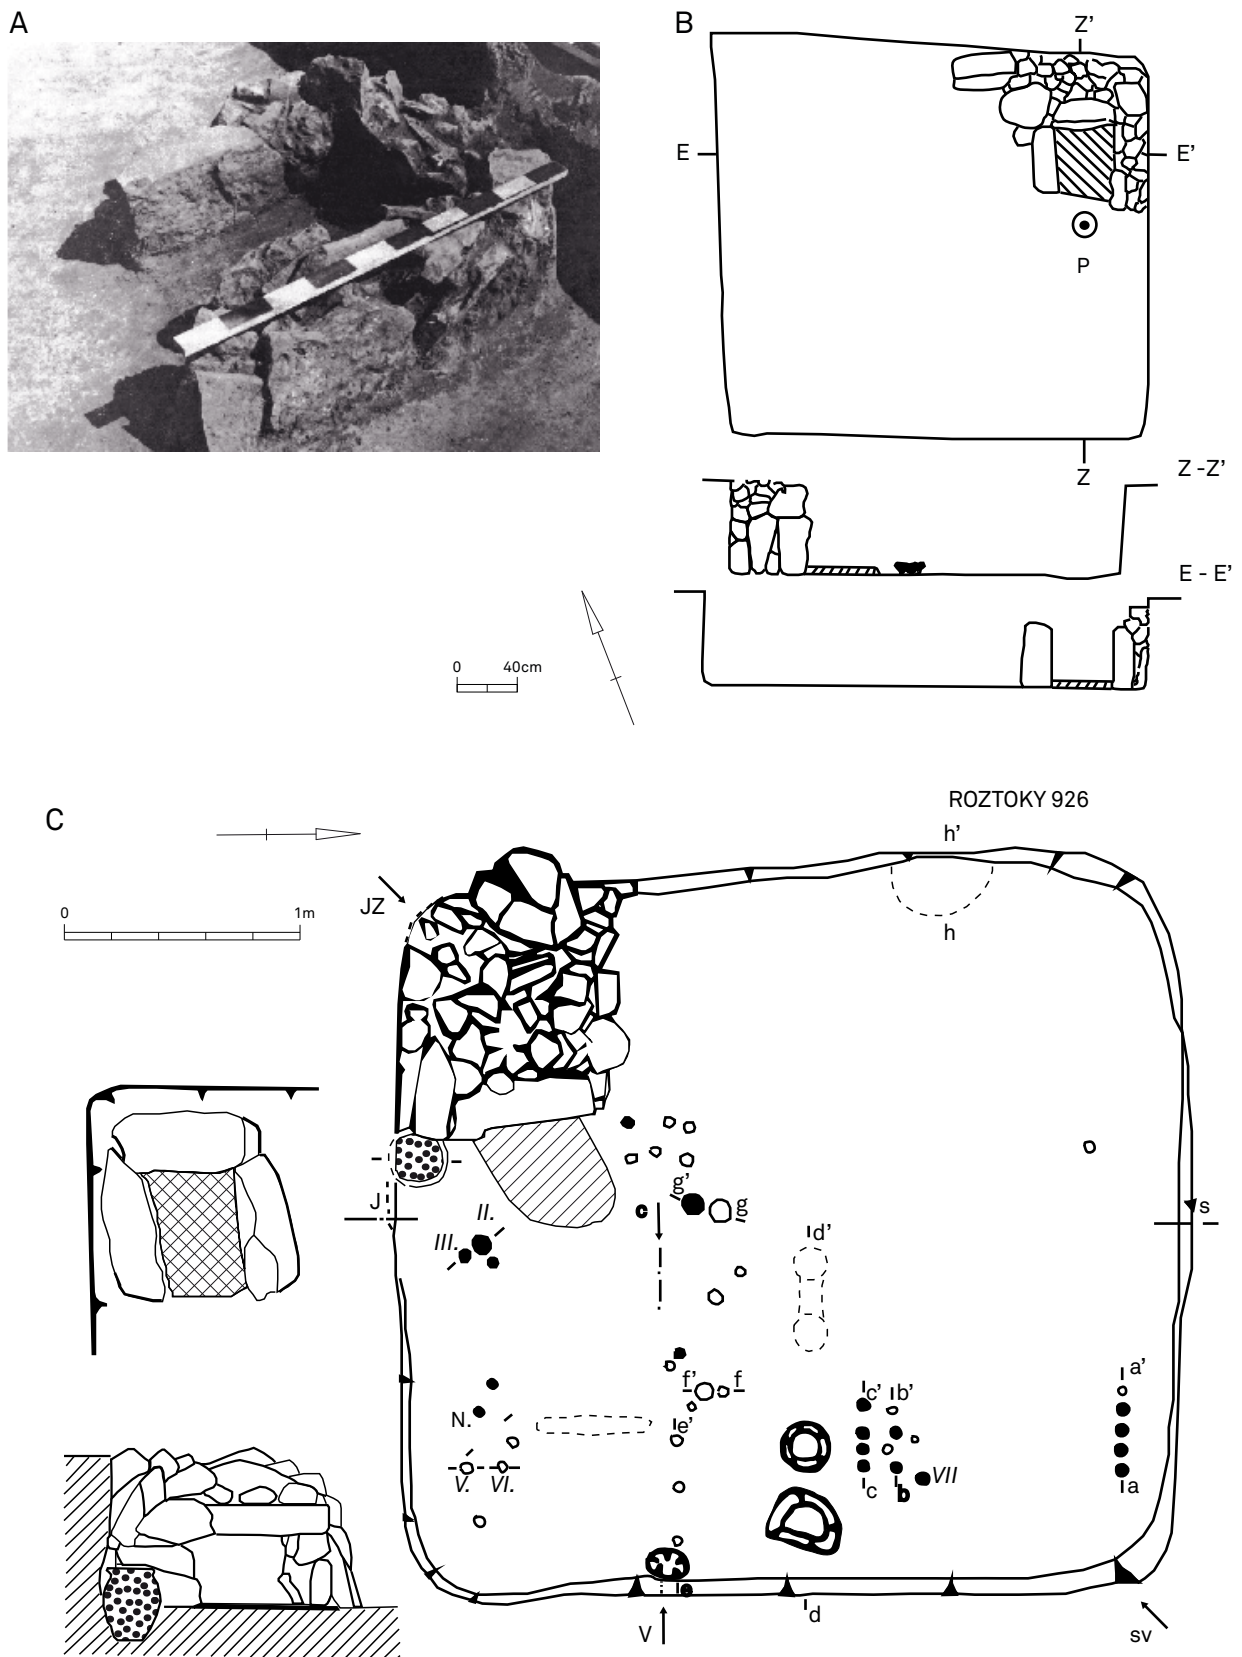 A
B
Z’
E
E’
P
Z
Z -Z’
E - E’
0 40cm
C
ROZTOKY 926
h’
JZ
0 1m
h
g’
s
J
c
g
II.
d’
III.
a’
f’ f
c’ b’
N.
e’
VII
V. VI.
c b
a
e
d
V
sv